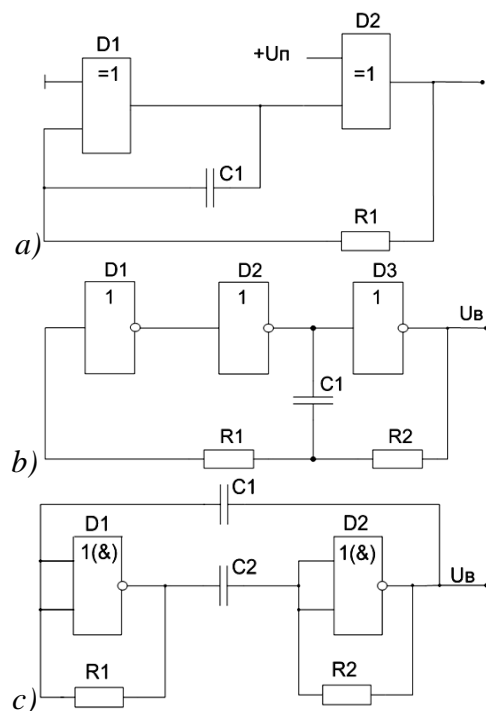 D1
D2
+Uп
=1
=1
C1
R1
a)
D1
D2
D3
1
1
1
Uв
C1
R1
R2
b)
C1
D1
D2
1(&)
C2
1(&)
Uв
R1
R2
c)